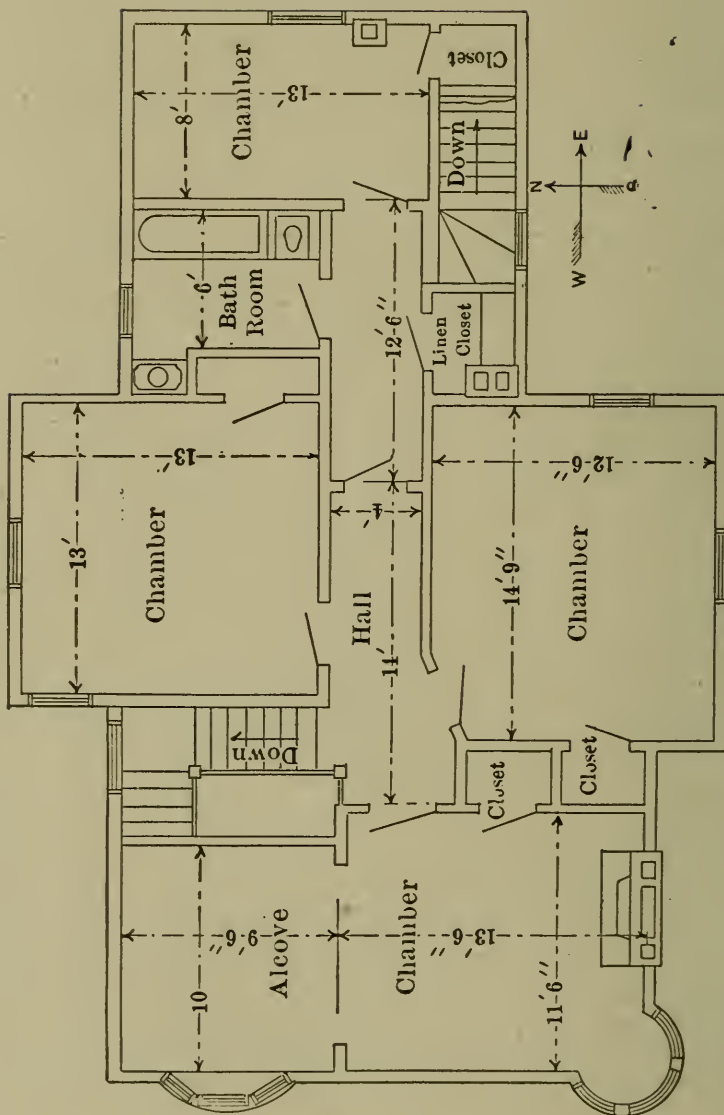 Chamber
8'
13'
Closet
Down
Bath
Room
6'
12'6"
Linen
Closet
N
E
W
Chamber
13'
13'
Hall
4'
14'
Chamber
14'9"
12'6"
Down
Closet
Closet
Alcove
10
9'6"
Chamber
13'6"
11'6"